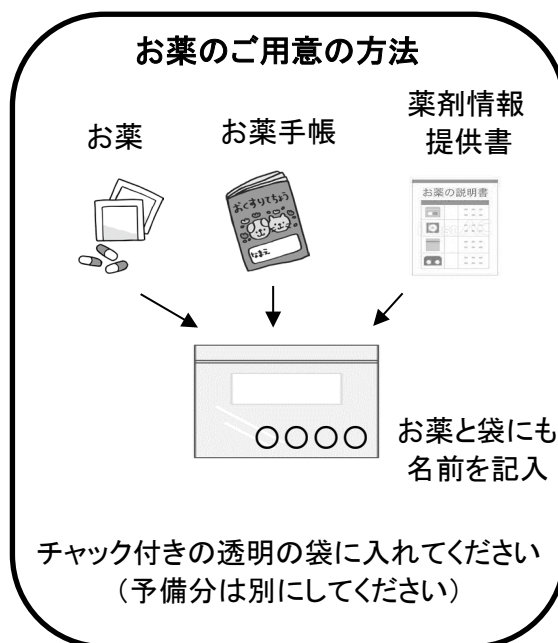 お薬のご用意の方法
お薬
お薬手帳
薬剤情報
提供書
おくすりてちょう
なまえ
お薬の説明書
〇〇〇〇
お薬と袋にも
名前を記入
チャック付きの透明の袋に入れてください
（予備分は別にしてください）